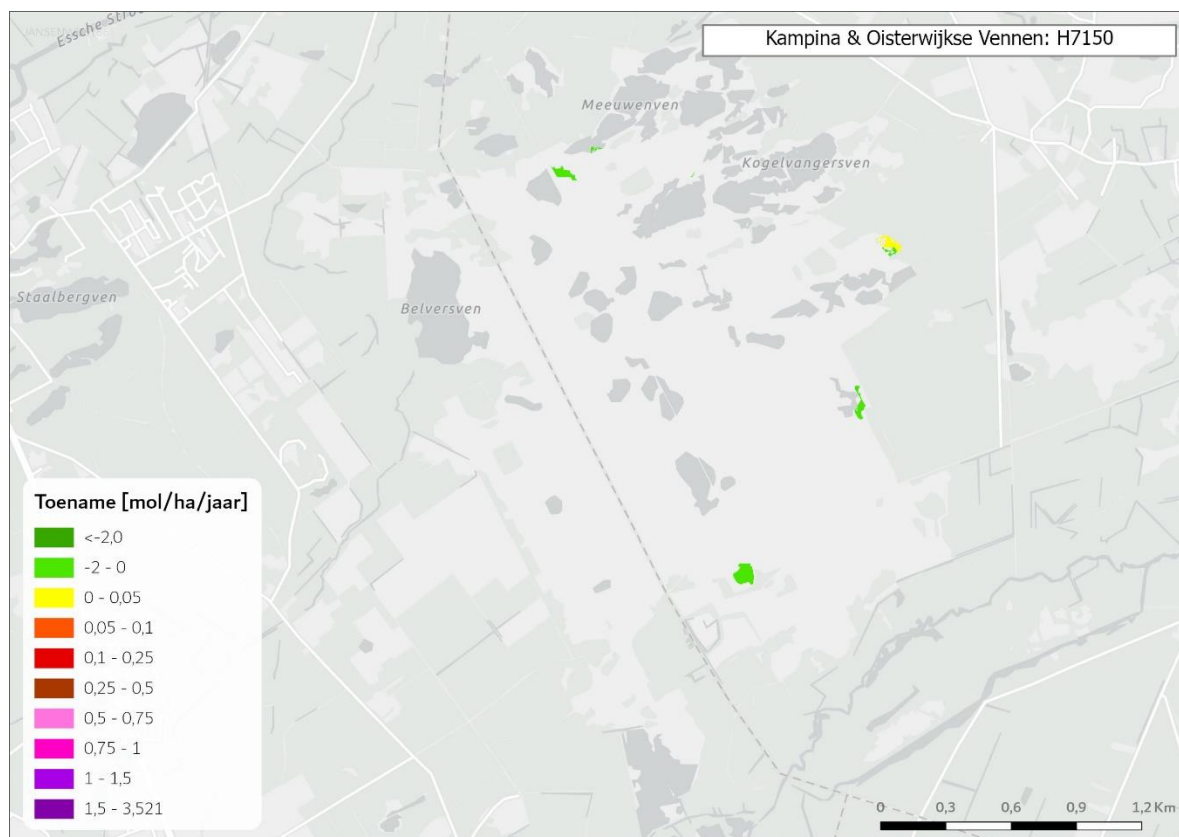 Kampina & Oisterwijkse Vennen: H7150
Essche Stroo
Meeuwenven
Kogelvangersven
Staalbergven
Belversven
Toename [mol/ha/jaar]
<-2,0
-2 - 0
0 - 0,05
0,05 - 0,1
0,1 - 0,25
0,25 - 0,5
0,5 - 0,75
0,75 - 1
1 - 1,5
1,5 - 3,521
0 0,3 0,6 0,9 1,2 Km